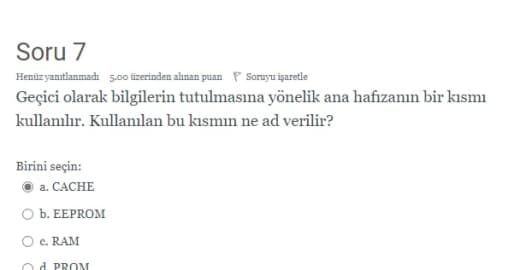 Soru 7
Henüz yanıtlanmadı 5,00 üzerinden alınan puan Soruyu işaretle
Geçici olarak bilgilerin tutulmasına yönelik ana hafızanın bir kısmı
kullanılır. Kullanılan bu kısmın ne ad verilir?
Birini seçin:
a. CACHE
b. EEPROM
c. RAM
d. PROM